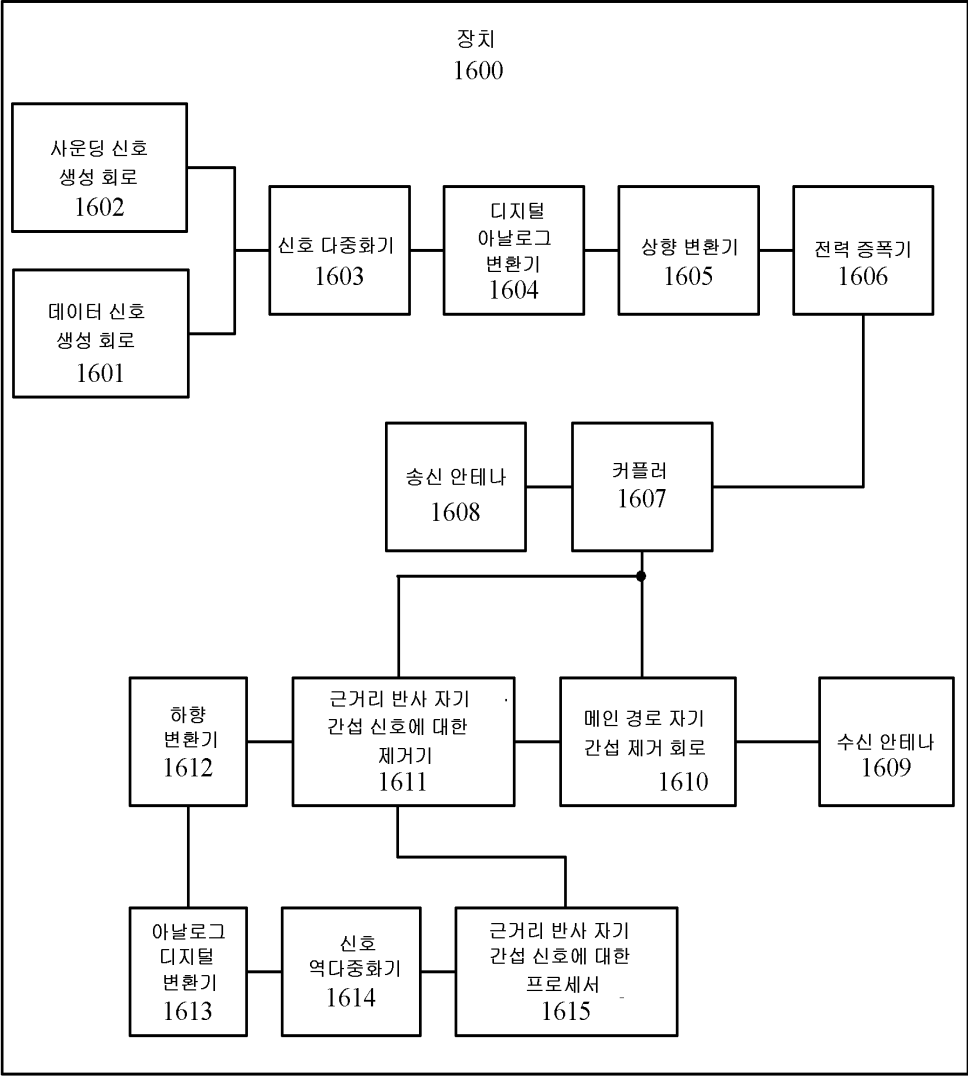 장치
1600
사운딩 신호
생성 회로
1602
데이터 신호
생성 회로
1601
신호 다중화기
1603
디지털
아날로그
변환기
1604
상향 변환기
1605
전력 증폭기
1606
송신 안테나
1608
커플러
1607
하향
변환기
1612
근거리 반사 자기
간섭 신호에 대한
제거기
1611
메인 경로 자기
간섭 제거 회로
1610
수신 안테나
1609
아날로그
디지털
변환기
1613
신호
역다중화기
1614
근거리 반사 자기
간섭 신호에 대한
프로세서
1615